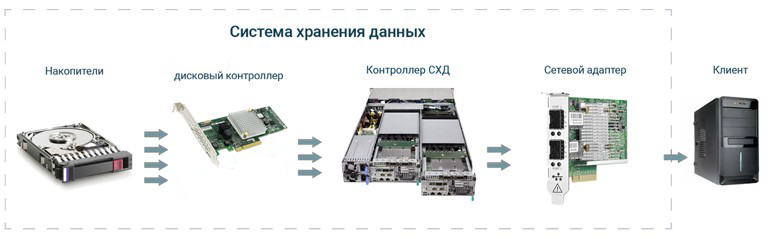 Система хранения данных
Накопители
дисковый контроллер
Контроллер СХД
Сетевой адаптер
Клиент